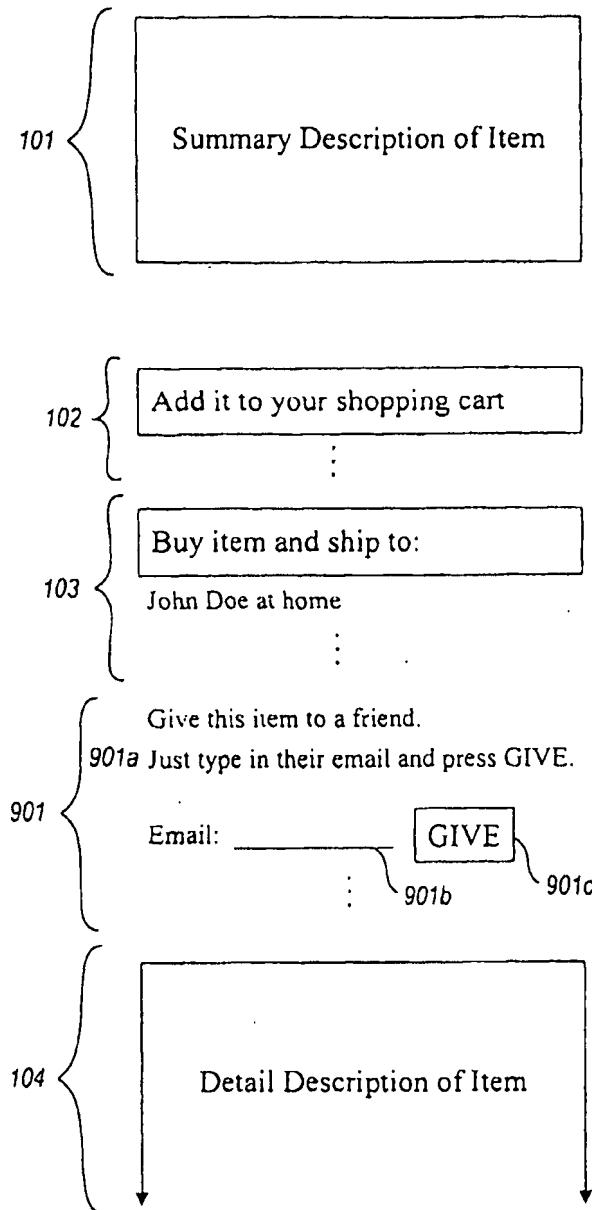 101
Summary Description of Item
102
Add it to your shopping cart
103
Buy item and ship to:
John Doe at home
901
Give this item to a friend.
901a Just type in their email and press GIVE.
Email: GIVE
901b
901c
104
Detail Description of Item